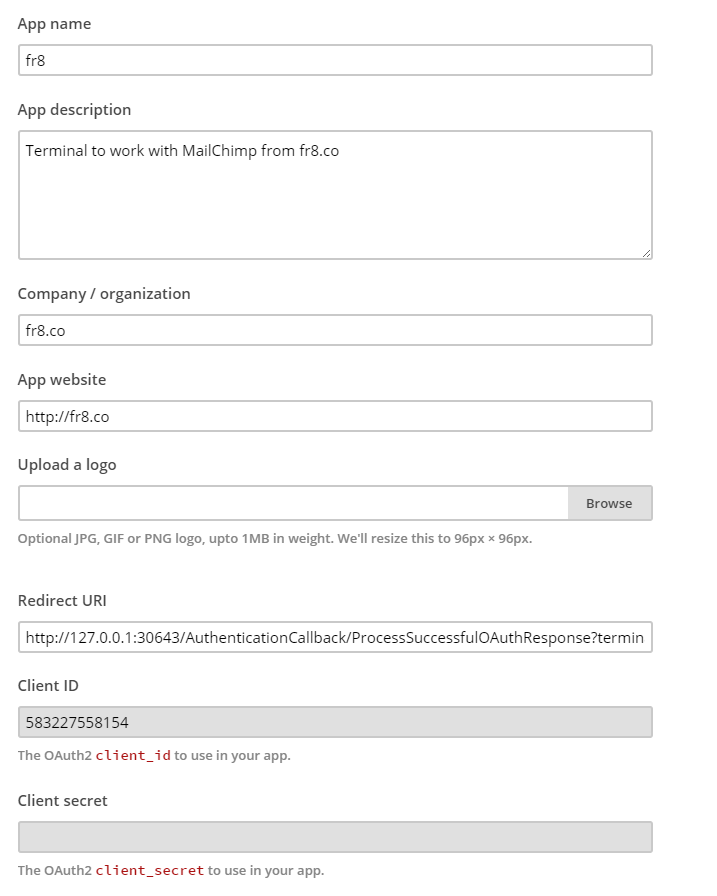 App name
fr8
App description
Terminal to work with MailChimp from fr8.co
Company / organization
fr8.co
App website
http://fr8.co
Upload a logo
Browse
Optional JPG, GIF or PNG logo, upto 1MB in weight. We'll resize this to 96px × 96px.
Redirect URI
http://127.0.0.1:30643/AuthenticationCallback/ProcessSuccessfulOAuthResponse?termin
Client ID
583227558154
The OAuth2 client_id to use in your app.
Client secret
The OAuth2 client_secret to use in your app.